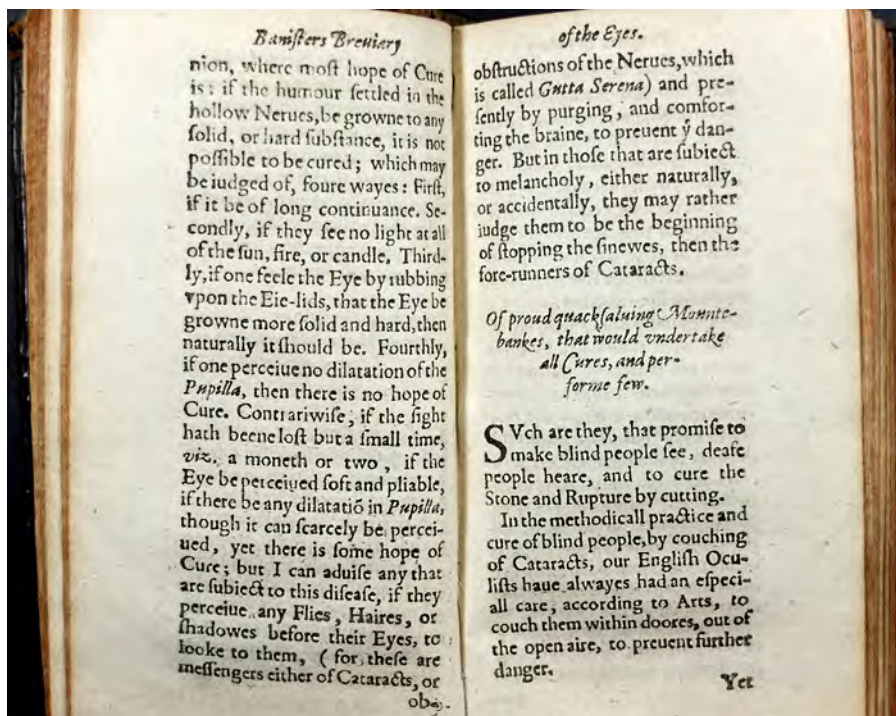 Baniſters Breuiary
nion, where moſt hope of Cure
is: if the humour ſettled in the
hollow Nerues, be growne to any
ſolid, or hard ſubſtance, it is not
poſſible to be cured; which may
be iudged of, foure wayes: Firſt,
if it be of long continuance. Se-
condly, if they ſee no light at all
of the ſun, fire, or candle. Third-
ly, if one feele the Eye by rubbing
vpon the Eie-lids, that the Eye be
growne more ſolid and hard, then
naturally it ſhould be. Fourthly,
if one perceiue no dilatation of the
Pupilla, then there is no hope of
Cure. Contrariwiſe, if the ſight
hath beene loſt but a ſmall time,
viz. a moneth or two, if the
Eye be perceiued ſoft and pliable,
if there be any dilatatiõ in Pupilla,
though it can ſcarcely be percei-
ued, yet there is ſome hope of
Cure; but I can aduiſe any that
are ſubiect to this diſeaſe, if they
perceiue any Flies, Haires, or
ſhadowes before their Eyes, to
looke to them, (for, theſe are
meſſengers either of Cataracts, or
ob-
of the Eyes.
obſtructions of the Nerues, which
is called Gutta Serena) and pre-
ſently by purging, and comfor-
ting the braine, to preuent ẏ dan-
ger. But in thoſe that are ſubiect
to melancholy, either naturally,
or accidentally, they may rather
iudge them to be the beginning
of ſtopping the ſinewes, then the
fore-runners of Cataracts.
Of proud quackſaluing Mounte-
bankes, that would vndertake
all Cures, and per-
forme few.
SVch are they, that promiſe to
make blind people ſee, deafe
people heare, and to cure the
Stone and Rupture by cutting.
In the methodicall practice and
cure of blind people, by couching
of Cataracts, our Engliſh Ocu-
liſts haue alwayes had an eſpeci-
all care, according to Arts, to
couch them within doores, out of
the open aire, to preuent further
danger.
Yet